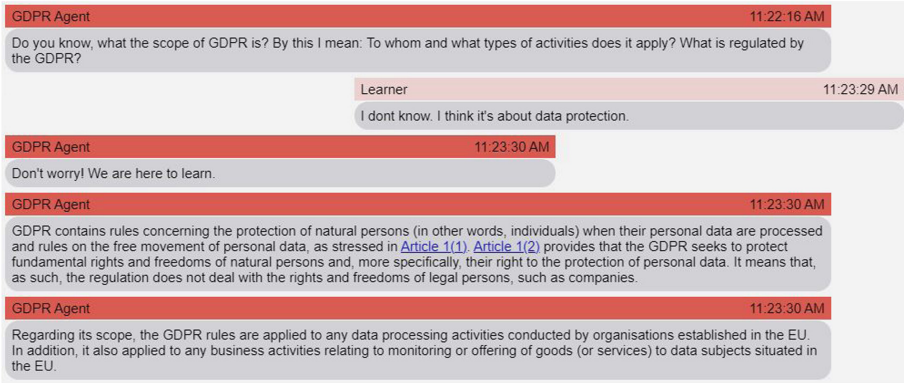 GDPR Agent 11:22:16 AM
Do you know, what the scope of GDPR is? By this I mean: To whom and what types of activities does it apply? What is regulated by
the GDPR?
Learner 11:23:29 AM
I dont know. I think it's about data protection.
GDPR Agent 11:23:30 AM
Don't worry! We are here to learn.
GDPR Agent 11:23:30 AM
GDPR contains rules concerning the protection of natural persons (in other words, individuals) when their personal data are processed
and rules on the free movement of personal data, as stressed in Article 1(1). Article 1(2) provides that the GDPR seeks to protect
fundamental rights and freedoms of natural persons and, more specifically, their right to the protection of personal data. It means that,
as such, the regulation does not deal with the rights and freedoms of legal persons, such as companies.
GDPR Agent 11:23:30 AM
Regarding its scope, the GDPR rules are applied to any data processing activities conducted by organisations established in the EU.
In addition, it also applied to any business activities relating to monitoring or offering of goods (or services) to data subjects situated in
the EU.